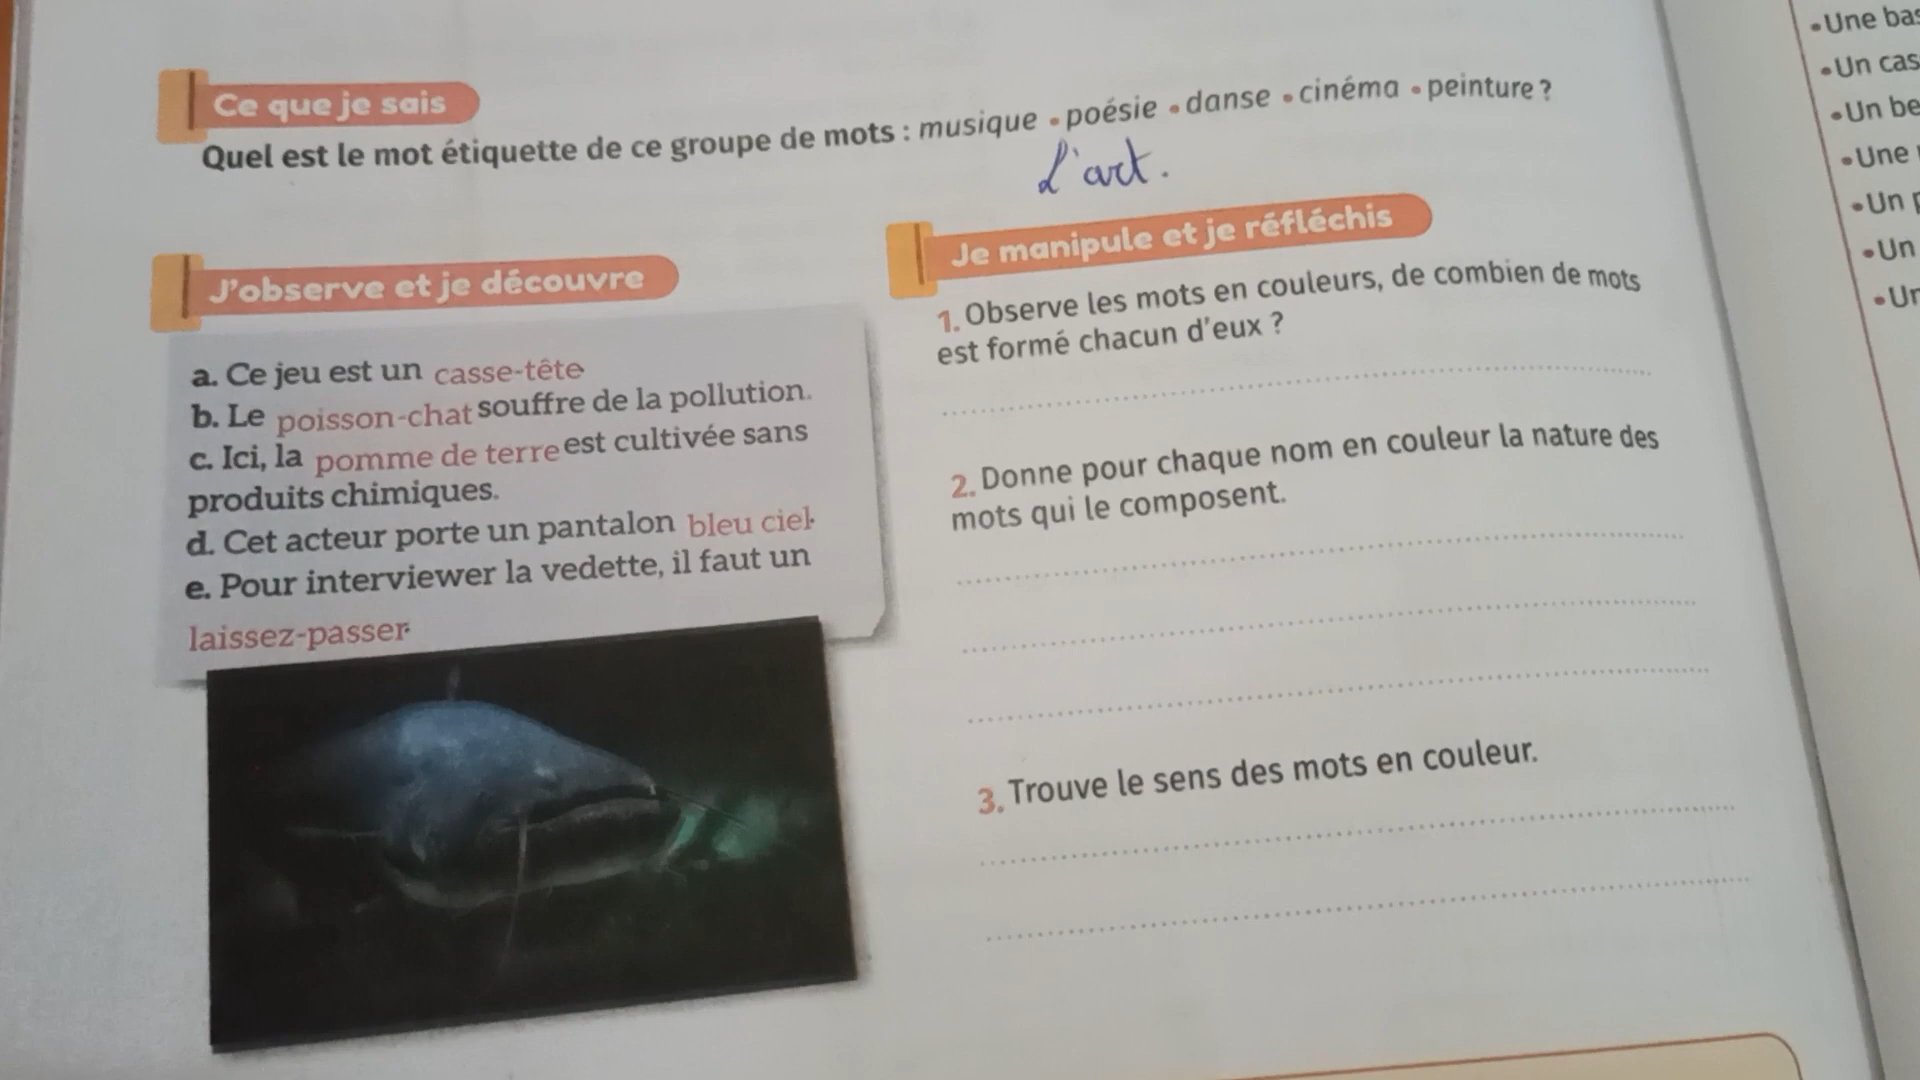 Ce que je sais
Quel est le mot étiquette de ce groupe de mots : musique • poésie • danse • cinéma • peinture ?
L'art.
J'observe et je découvre
a. Ce jeu est un casse-tête.
b. Le poisson-chat souffre de la pollution.
c. Ici, la pomme de terre est cultivée sans
produits chimiques.
d. Cet acteur porte un pantalon bleu ciel.
e. Pour interviewer la vedette, il faut un
laissez-passer.
Je manipule et je réfléchis
1. Observe les mots en couleurs, de combien de mots
est formé chacun d'eux ?
2. Donne pour chaque nom en couleur la nature des
mots qui le composent.
3. Trouve le sens des mots en couleur.
• Une
• Un
• Un
• Une
• Un
• Un